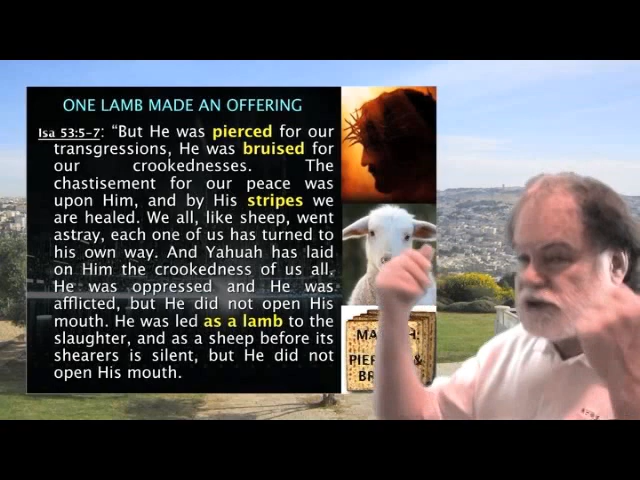 ONE LAMB MADE AN OFFERING
Isa 53:5-7: “But He was pierced for our
transgressions, He was bruised for
our crookednesses. The
chastisement for our peace was
upon Him, and by His stripes we
are healed. We all, like sheep, went
astray, each one of us has turned to
his own way. And Yahuah has laid
on Him the crookedness of us all,
He was oppressed and He was
afflicted, but He did not open His
mouth. He was led as a lamb to the
slaughter, and as a sheep before its
shearers is silent, but He did not
open His mouth.
&